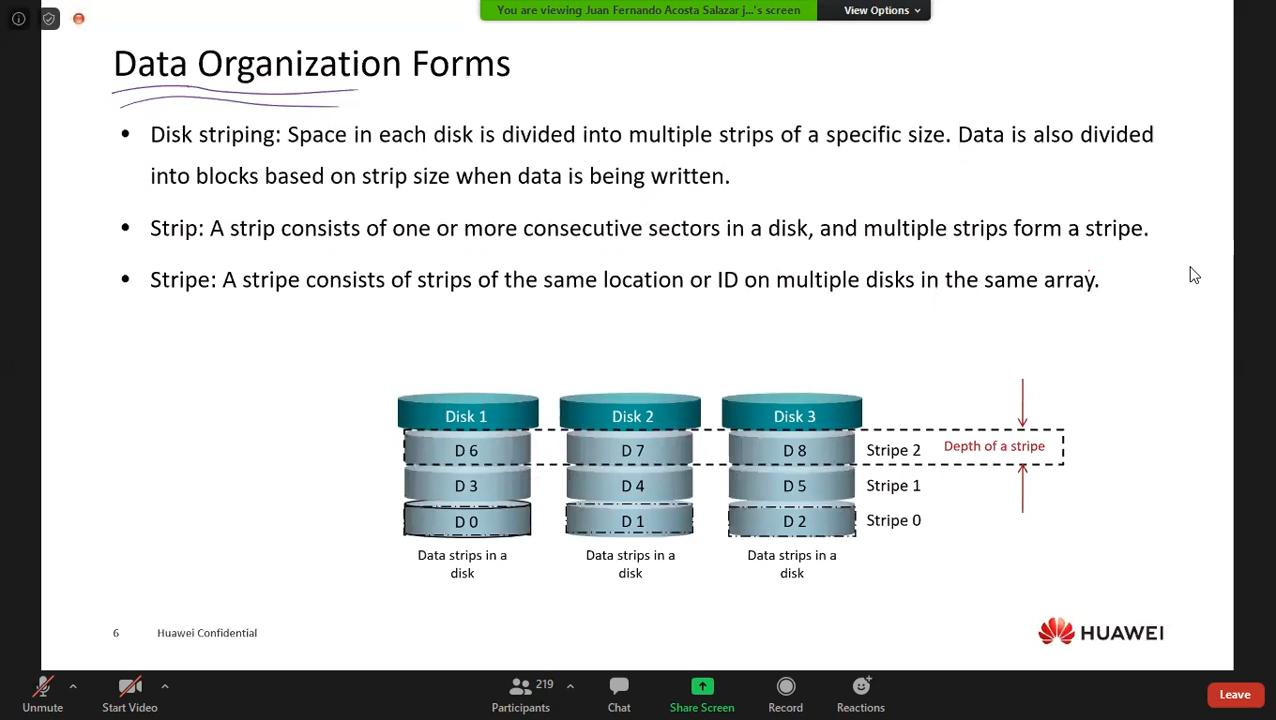 You are viewing Juan Fernando Acosta Salazar j...'s screen
View Options
Data Organization Forms
• Disk striping: Space in each disk is divided into multiple strips of a specific size. Data is also divided
into blocks based on strip size when data is being written.
• Strip: A strip consists of one or more consecutive sectors in a disk, and multiple strips form a stripe.
• Stripe: A stripe consists of strips of the same location or ID on multiple disks in the same array.
Disk 1 Disk 2 Disk 3
D 6 D 7 D 8 Stripe 2 Depth of a stripe
D 3 D 4 D 5 Stripe 1
D 0 D 1 D 2 Stripe 0
Data strips in a Data strips in a Data strips in a
disk disk disk
6 Huawei Confidential HUAWEI
219
Unmute Start Video Participants Chat Share Screen Record Reactions Leave